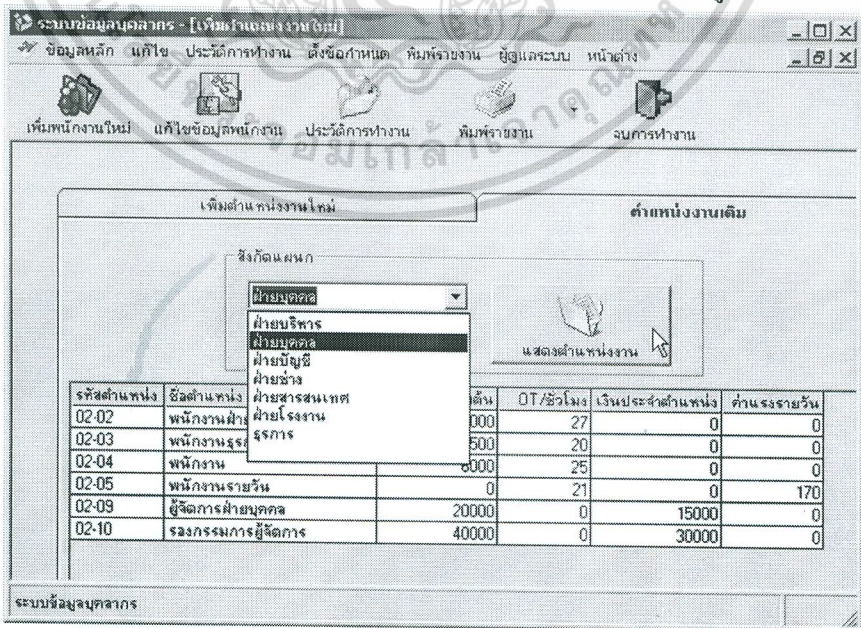 ระบบข้อมูลบุคลากร - [เพิ่มตำแหน่งงานใหม่]
ข้อมูลหลัก แก้ไข ประวัติการทำงาน ตั้งข้อกำหนด พิมพ์รายงาน ผู้ดูแลระบบ หน้าต่าง
เพิ่มพนักงานใหม่ แก้ไขข้อมูลพนักงาน ประวัติการทำงาน พิมพ์รายงาน จบการทำงาน
เพิ่มตำแหน่งงานใหม่ ตำแหน่งงานเดิม
สังกัดแผนก
ฝ่ายบุคคล
ฝ่ายบริหาร
ฝ่ายบุคคล
ฝ่ายบัญชี
ฝ่ายช่าง
ฝ่ายสารสนเทศ
ฝ่ายโรงงาน
ธุรการ
แสดงตำแหน่งงาน
รหัสตำแหน่ง ชื่อตำแหน่ง OT/ชั่วโมง เงินประจำตำแหน่ง ค่าแรงรายวัน
02-02 พนักงานฝ่าย 000 27 0 0
02-03 พนักงานธุร 500 20 0 0
02-04 พนักงาน 6000 25 0 0
02-05 พนักงานรายวัน 0 21 0 170
02-09 ผู้จัดการฝ่ายบุคคล 20000 0 15000 0
02-10 รองกรรมการผู้จัดการ 40000 0 30000 0
ระบบข้อมูลบุคลากร